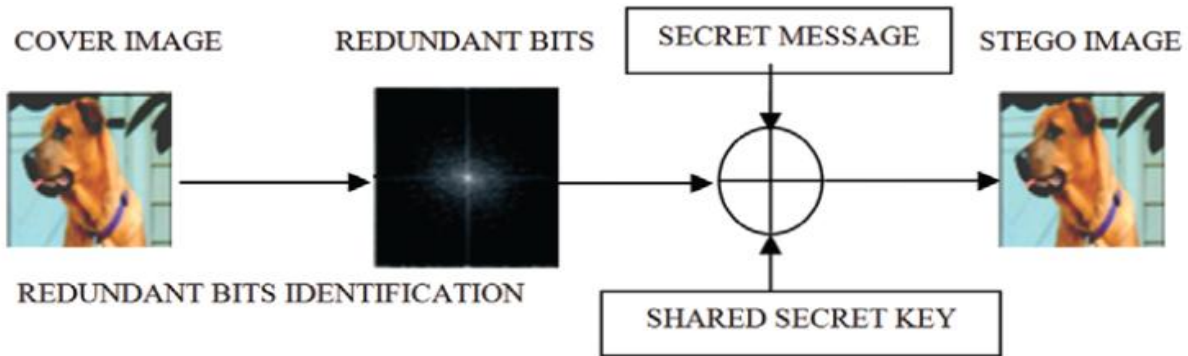 COVER IMAGE
REDUNDANT BITS
SECRET MESSAGE
STEGO IMAGE
REDUNDANT BITS IDENTIFICATION
SHARED SECRET KEY